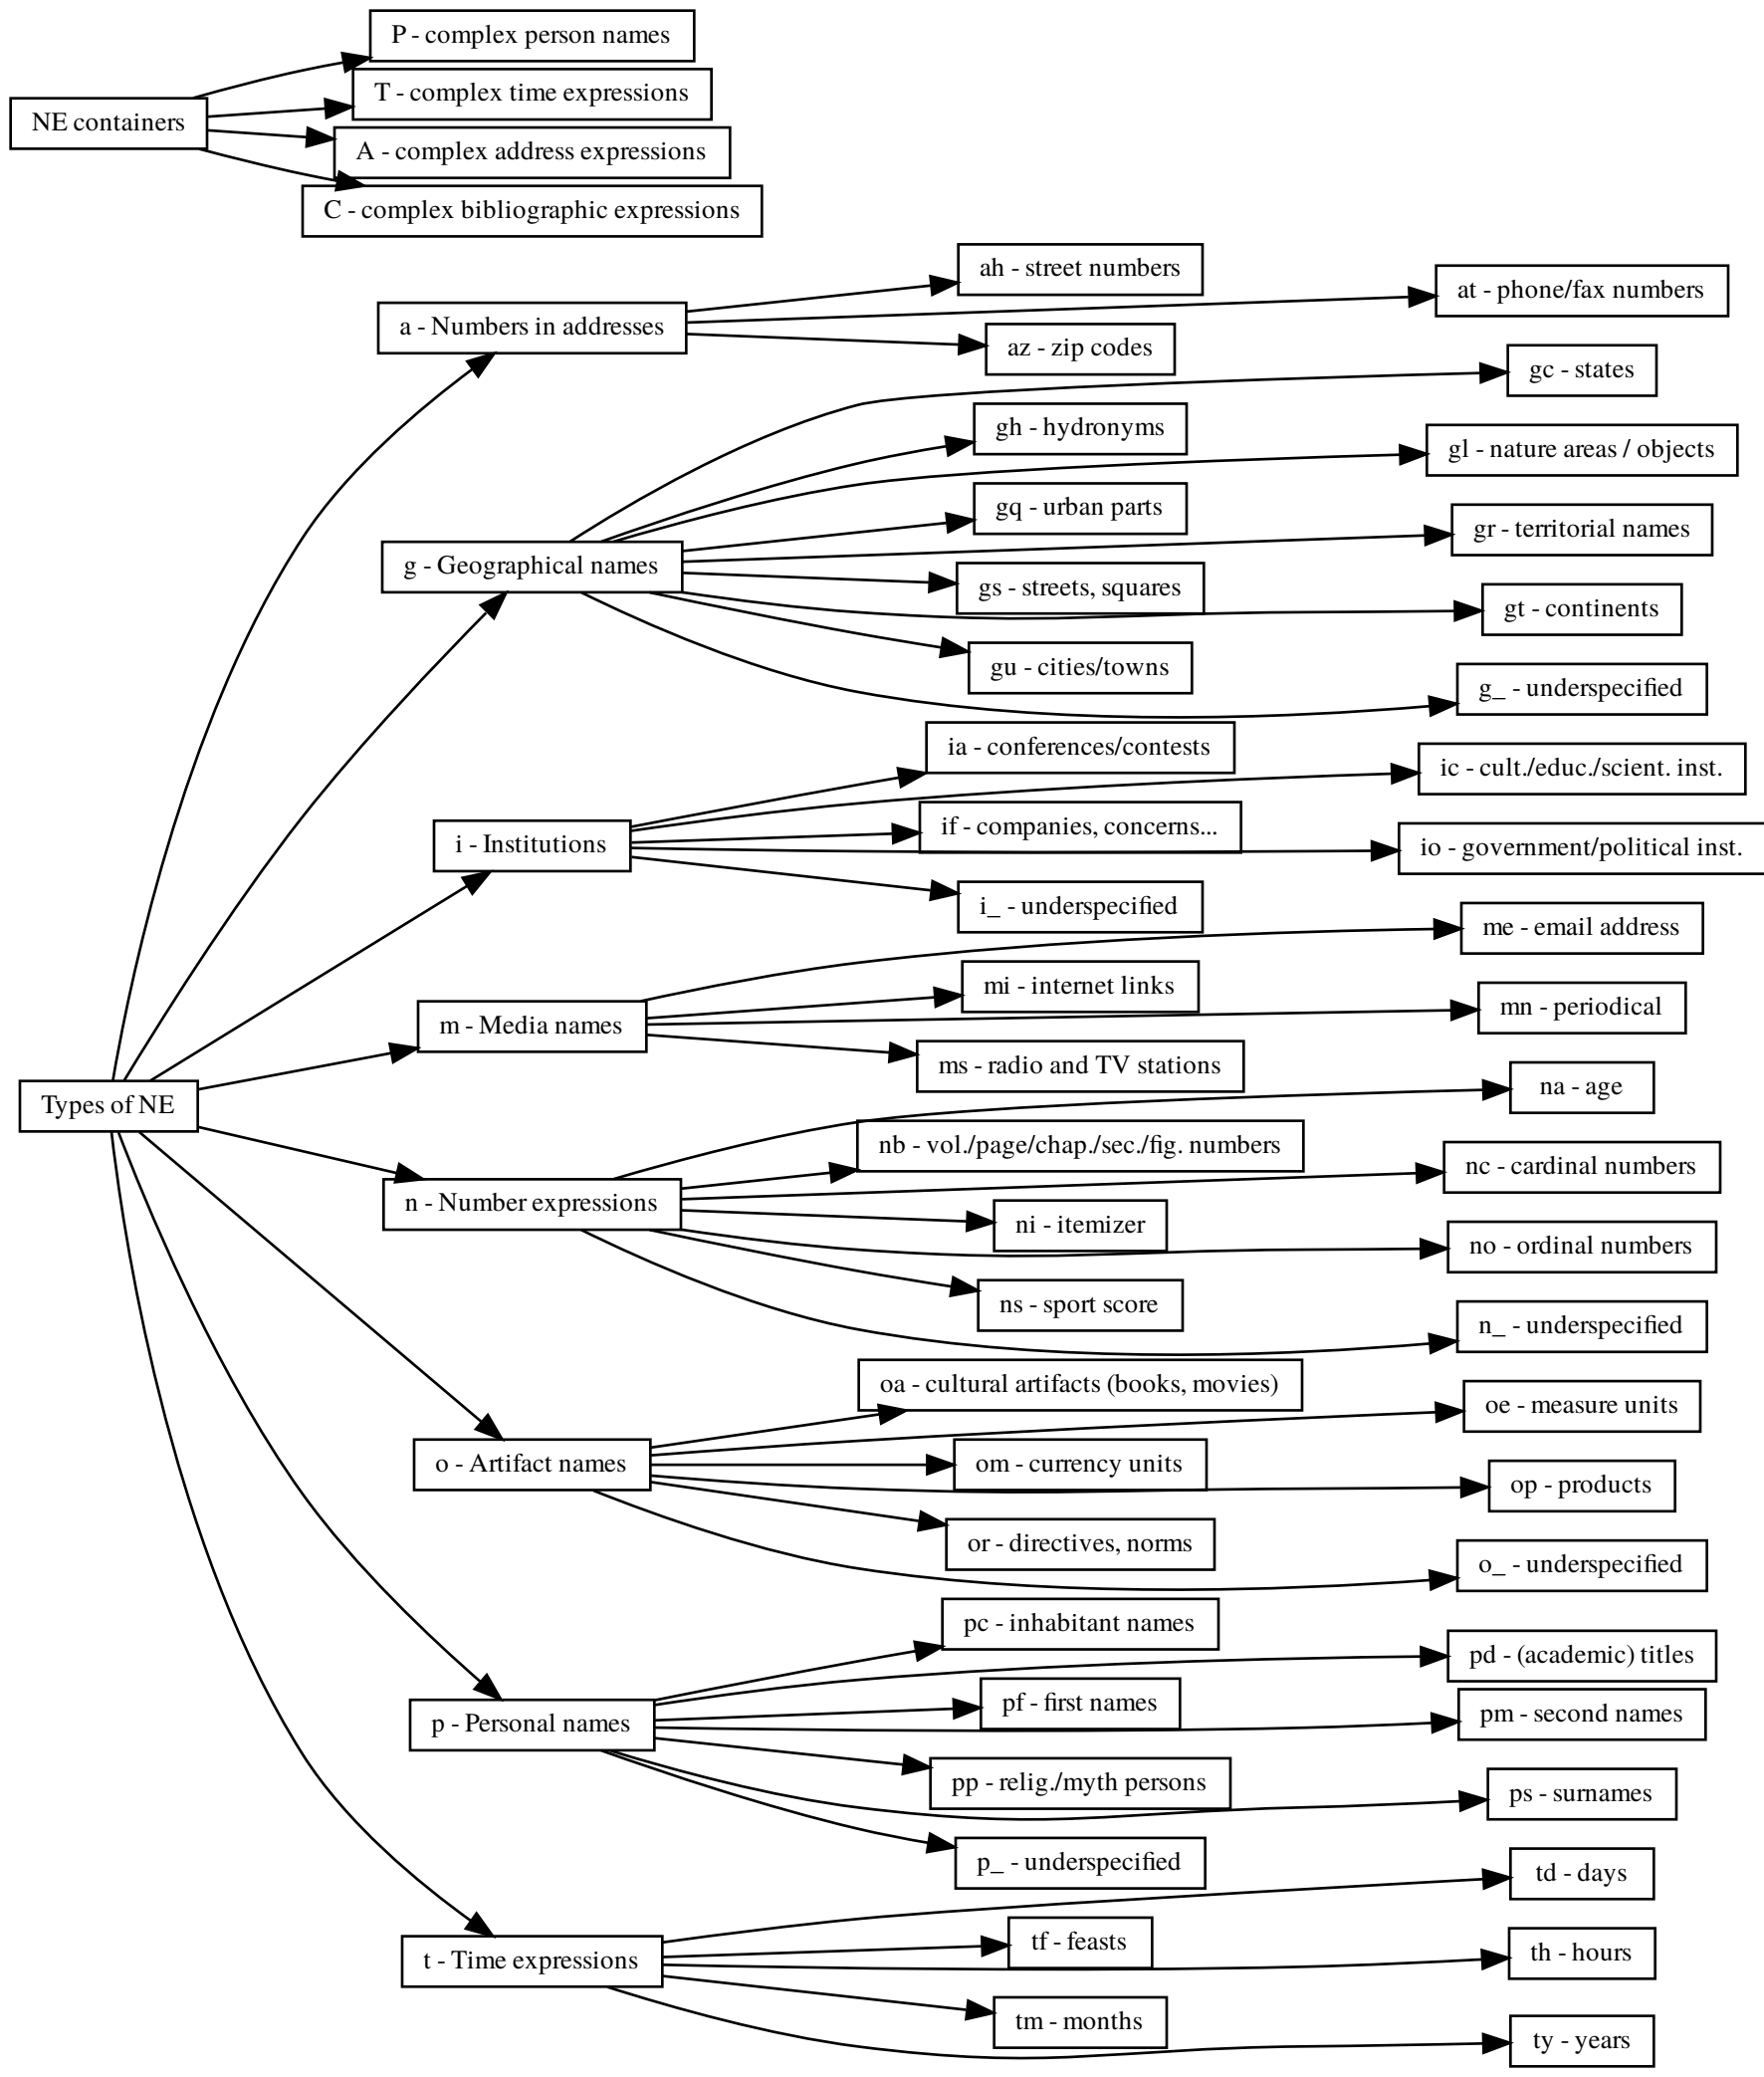 P - complex person names
T - complex time expressions
NE containers
A - complex address expressions
C - complex bibliographic expressions
ah - street numbers
at - phone/fax numbers
a - Numbers in addresses
az - zip codes
gc - states
gh - hydronyms
gl - nature areas / objects
gq - urban parts
gr - territorial names
g - Geographical names
gs - streets, squares
gt - continents
gu - cities/towns
g_ - underspecified
ia - conferences/contests
ic - cult./educ./scient. inst.
if - companies, concerns...
i - Institutions
io - government/political inst.
i_ - underspecified
me - email address
mi - internet links
mn - periodical
m - Media names
ms - radio and TV stations
na - age
Types of NE
nb - vol./page/chap./sec./fig. numbers
nc - cardinal numbers
n - Number expressions
ni - itemizer
no - ordinal numbers
ns - sport score
n_ - underspecified
oa - cultural artifacts (books, movies)
oe - measure units
o - Artifact names
om - currency units
op - products
or - directives, norms
o_ - underspecified
pc - inhabitant names
pd - (academic) titles
pf - first names
pm - second names
p - Personal names
pp - relig./myth persons
ps - surnames
p_ - underspecified
td - days
tf - feasts
th - hours
t - Time expressions
tm - months
ty - years